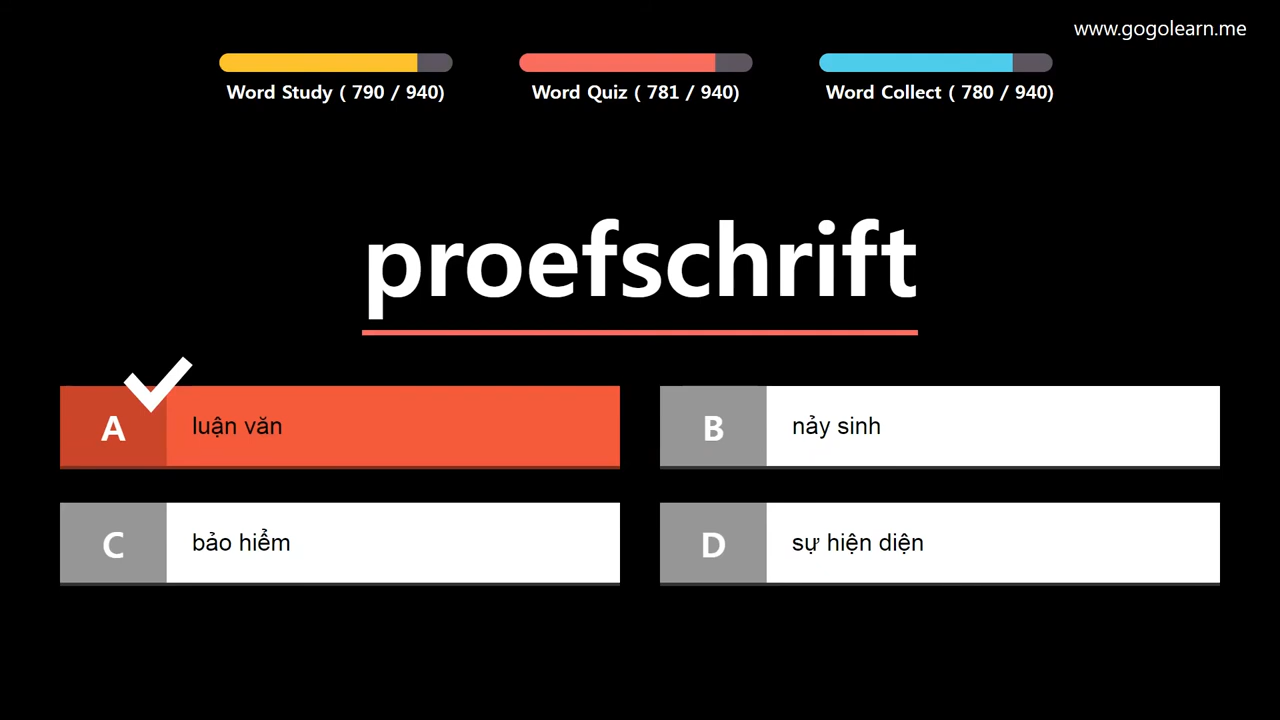 www.gogolearn.me
Word Study ( 790 / 940)
Word Quiz ( 781 / 940)
Word Collect ( 780 / 940)
proefschrift
A luận văn
B nảy sinh
C bảo hiểm
D sự hiện diện